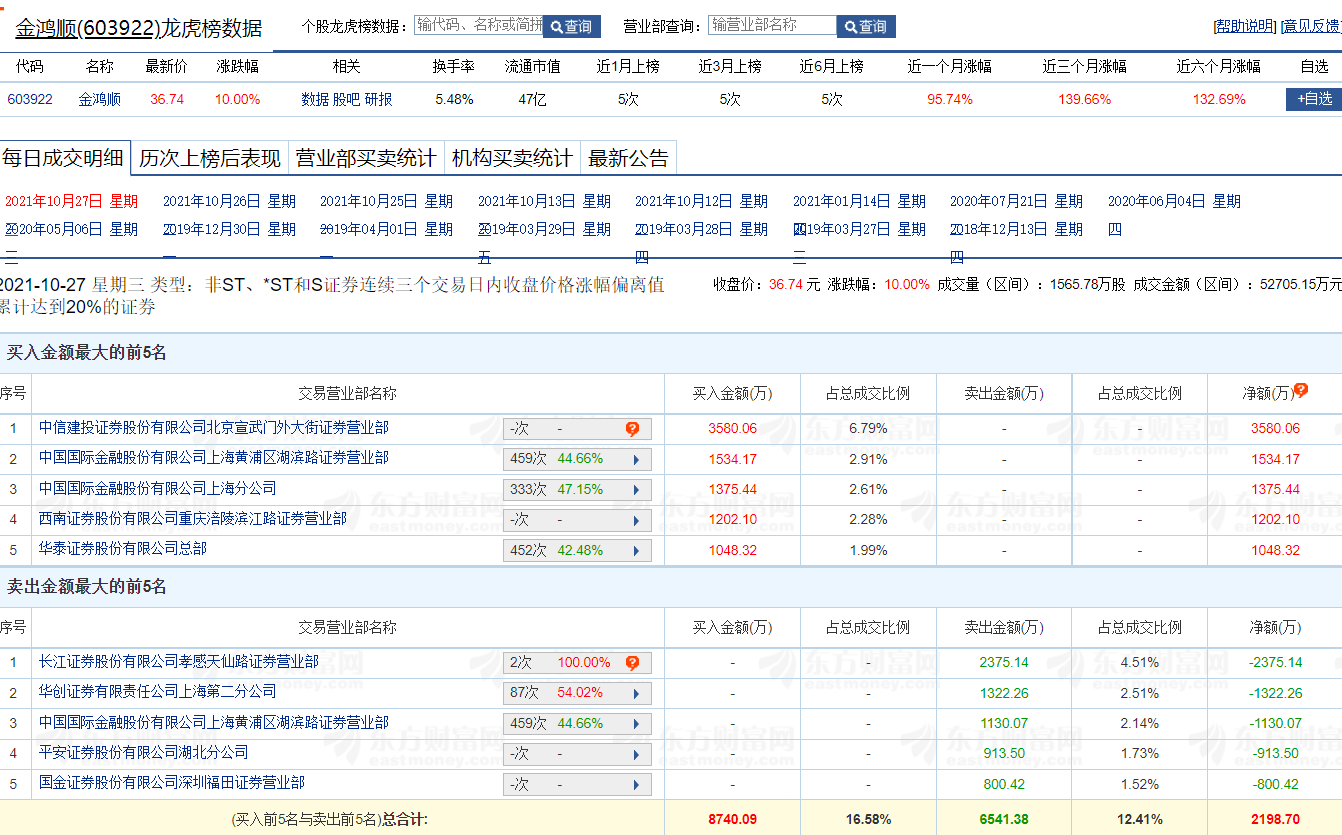 金鸿顺(603922)龙虎榜数据 个股龙虎榜数据： 输代码、名称或简拼 查询 营业部查询： 输营业部名称 查询 [帮助说明] [意见反馈
代码 名称 最新价 涨跌幅 相关 换手率 流通市值 近1月上榜 近3月上榜 近6月上榜 近一个月涨幅 近三个月涨幅 近六个月涨幅 自选
603922 金鸿顺 36.74 10.00% 数据 股吧 研报 5.48% 47亿 5次 5次 5次 95.74% 139.66% 132.69% +自选
每日成交明细 历次上榜后表现 营业部买卖统计 机构买卖统计 最新公告
2021年10月27日 星期 2021年10月26日 星期 2021年10月25日 星期 2021年10月13日 星期 2021年10月12日 星期 2021年01月14日 星期 2020年07月21日 星期 2020年06月04日 星期
2020年05月06日 星期 2019年12月30日 星期 2019年04月01日 星期 2019年03月29日 星期 2019年03月28日 星期 2019年03月27日 星期 2018年12月13日 星期 四
三 一 一 五 四 三 四
2021-10-27 星期三 类型：非ST、*ST和S证券连续三个交易日内收盘价格涨幅偏离值 收盘价：36.74 元 涨跌幅：10.00% 成交量（区间）：1565.78万股 成交金额（区间）：52705.15万元
累计达到20%的证券
买入金额最大的前5名
序号 交易营业部名称 买入金额(万) 占总成交比例 卖出金额(万) 占总成交比例 净额(万)
1 中信建投证券股份有限公司北京宣武门外大街证券营业部 -次 - 3580.06 6.79% - - 3580.06
2 中国国际金融股份有限公司上海黄浦区湖滨路证券营业部 459次 44.66% 1534.17 2.91% - - 1534.17
3 中国国际金融股份有限公司上海分公司 333次 47.15% 1375.44 2.61% - - 1375.44
4 西南证券股份有限公司重庆涪陵滨江路证券营业部 -次 - 1202.10 2.28% - - 1202.10
5 华泰证券股份有限公司总部 452次 42.48% 1048.32 1.99% - - 1048.32
卖出金额最大的前5名
序号 交易营业部名称 买入金额(万) 占总成交比例 卖出金额(万) 占总成交比例 净额(万)
1 长江证券股份有限公司孝感天仙路证券营业部 2次 100.00% - - 2375.14 4.51% -2375.14
2 华创证券有限责任公司上海第二分公司 87次 54.02% - - 1322.26 2.51% -1322.26
3 中国国际金融股份有限公司上海黄浦区湖滨路证券营业部 459次 44.66% - - 1130.07 2.14% -1130.07
4 平安证券股份有限公司湖北分公司 -次 - - - 913.50 1.73% -913.50
5 国金证券股份有限公司深圳福田证券营业部 -次 - - - 800.42 1.52% -800.42
(买入前5名与卖出前5名)总合计: 8740.09 16.58% 6541.38 12.41% 2198.70